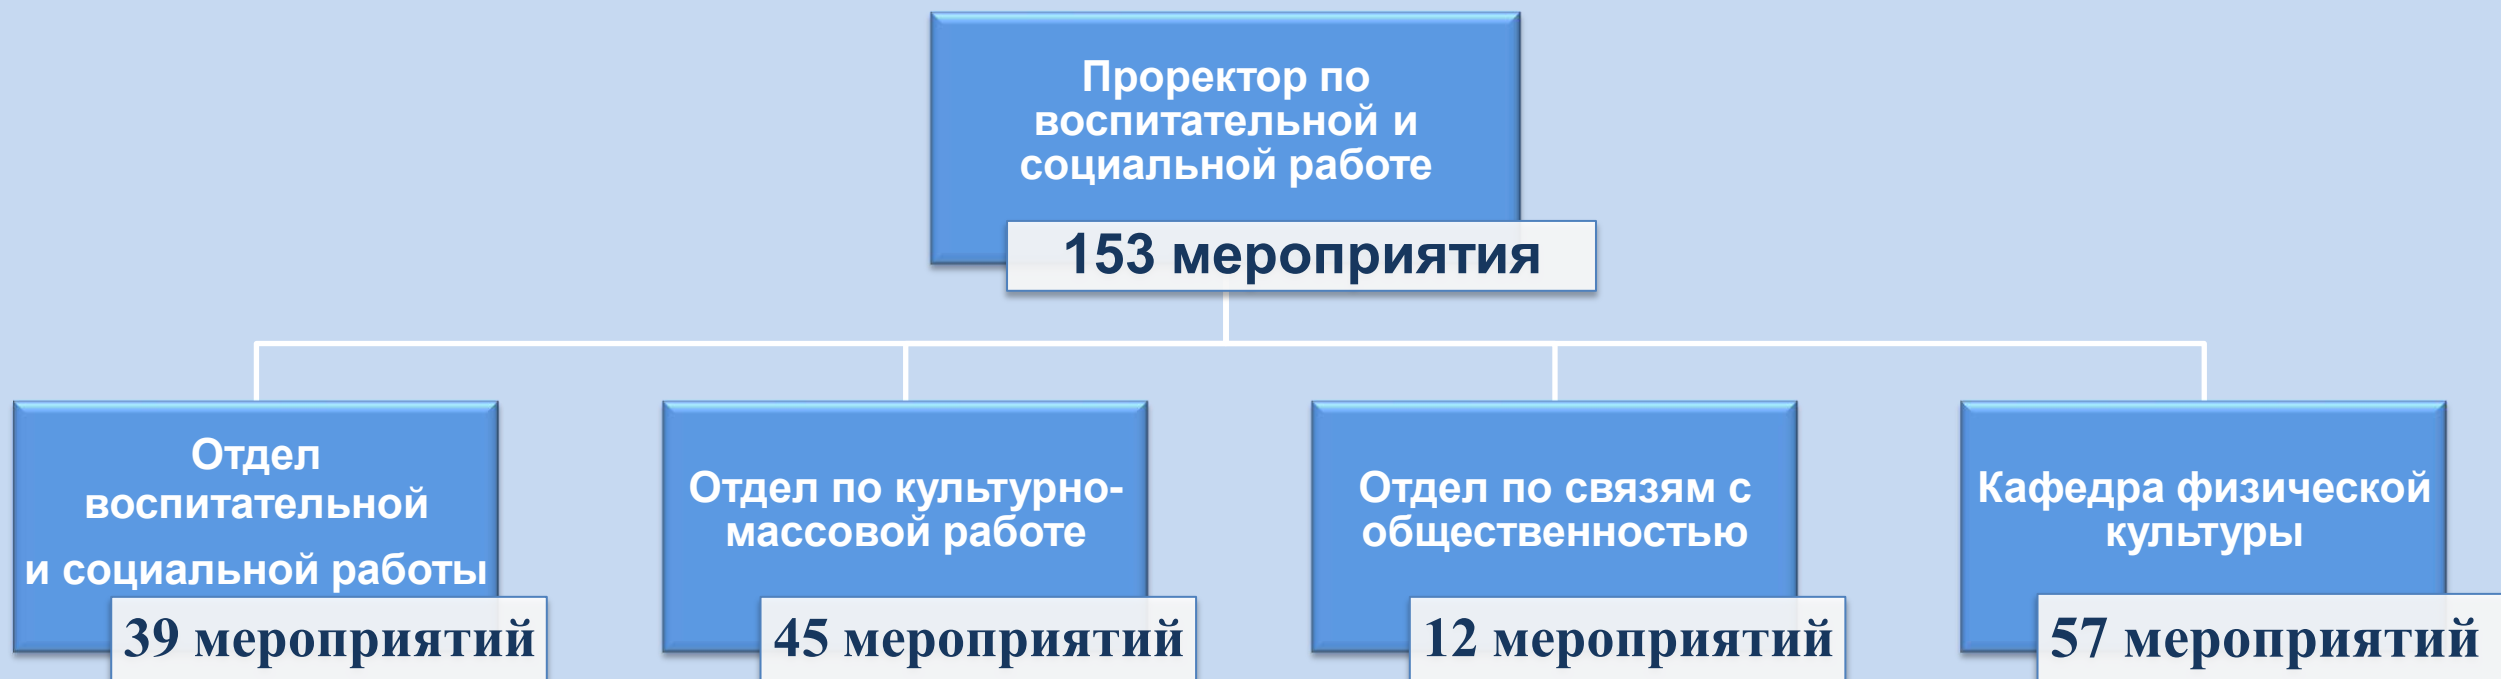 Проректор по
воспитательной и
социальной работе
153 мероприятия
Отдел
воспитательной
и социальной работы
39 мероприятий
Отдел по культурно-
массовой работе
45 мероприятий
Отдел по связям с
общественностью
12 мероприятий
Кафедра физической
культуры
57 мероприятий